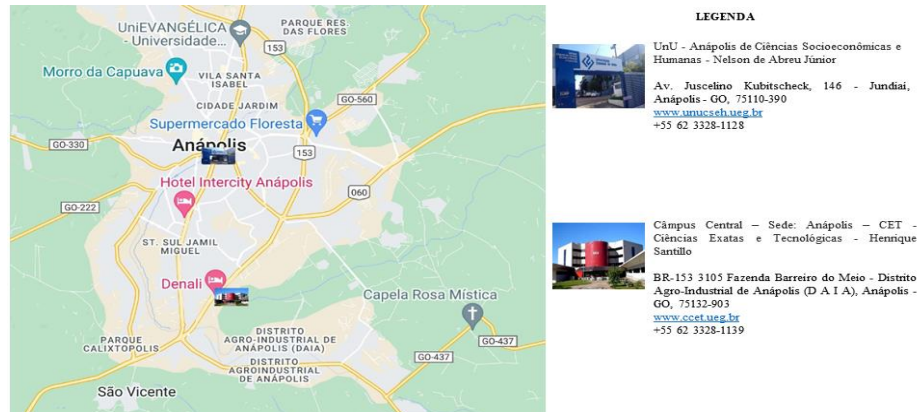 UniEVANGÉLICA
- Universidade...
PARQUE RES.
DAS FLORES
153
Morro da Capuava
VILA SANTA
ISABEL
GO-560
CIDADE JARDIM
Supermercado Floresta
GO-330
Anápolis
153
Hotel Intercity Anápolis
060
GO-222
ST. SUL JAMIL
MIGUEL
Denali
Capela Rosa Mística
PARQUE
CALIXTOPOLIS
DISTRITO
AGRO-INDUSTRIAL DE
ANÁPOLIS (DAIA)
GO-437
GO-437
DISTRITO
AGROINDUSTRIAL
DE ANÁPOLIS
São Vicente
LEGENDA
UnU - Anápolis de Ciências Socioeconômicas e
Humanas - Nelson de Abreu Júnior
Av. Juscelino Kubitscheck, 146 - Jundiaí,
Anápolis - GO, 75110-390
www.unucseh.ueg.br
+55 62 3328-1128
Câmpus Central – Sede: Anápolis – CET -
Ciências Exatas e Tecnológicas - Henrique
Santillo
BR-153 3105 Fazenda Barreiro do Meio - Distrito
Agro-Industrial de Anápolis (D A I A), Anápolis -
GO, 75132-903
www.ccet.ueg.br
+55 62 3328-1139